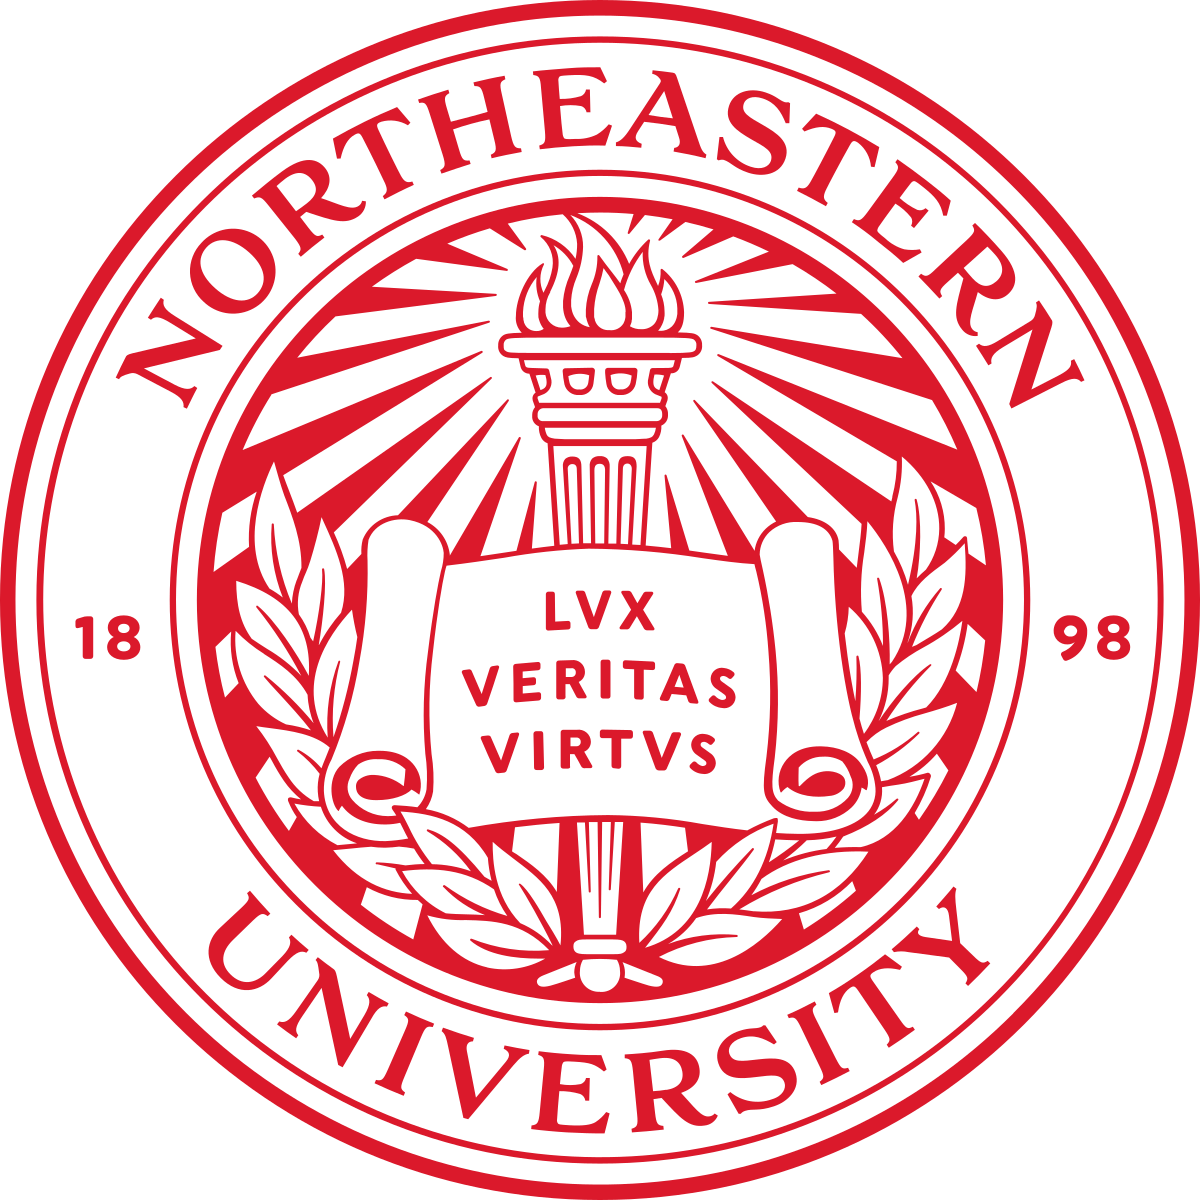 NORTHEASTERN
18
98
LVX
VERITAS
VIRTVS
UNIVERSITY